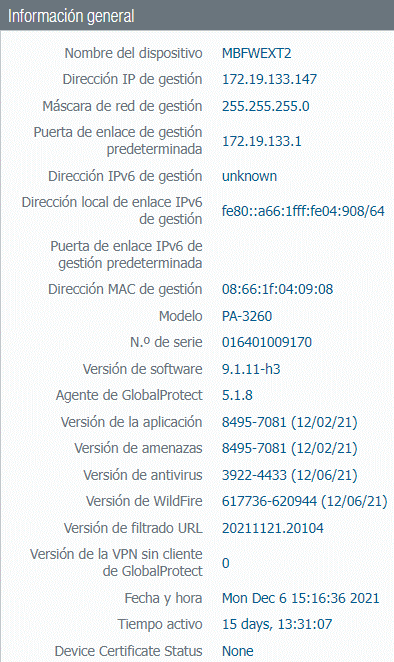 Información general
Nombre del dispositivo MBFWEXT2
Dirección IP de gestión 172.19.133.147
Máscara de red de gestión 255.255.255.0
Puerta de enlace de gestión
predeterminada 172.19.133.1
Dirección IPv6 de gestión unknown
Dirección local de enlace IPv6
de gestión fe80::a66:1fff:fe04:908/64
Puerta de enlace IPv6 de
gestión predeterminada
Dirección MAC de gestión 08:66:1f:04:09:08
Modelo PA-3260
N.º de serie 016401009170
Versión de software 9.1.11-h3
Agente de GlobalProtect 5.1.8
Versión de la aplicación 8495-7081 (12/02/21)
Versión de amenazas 8495-7081 (12/02/21)
Versión de antivirus 3922-4433 (12/06/21)
Versión de WildFire 617736-620944 (12/06/21)
Versión de filtrado URL 20211121.20104
Versión de la VPN sin cliente
de GlobalProtect 0
Fecha y hora Mon Dec 6 15:16:36 2021
Tiempo activo 15 days, 13:31:07
Device Certificate Status None